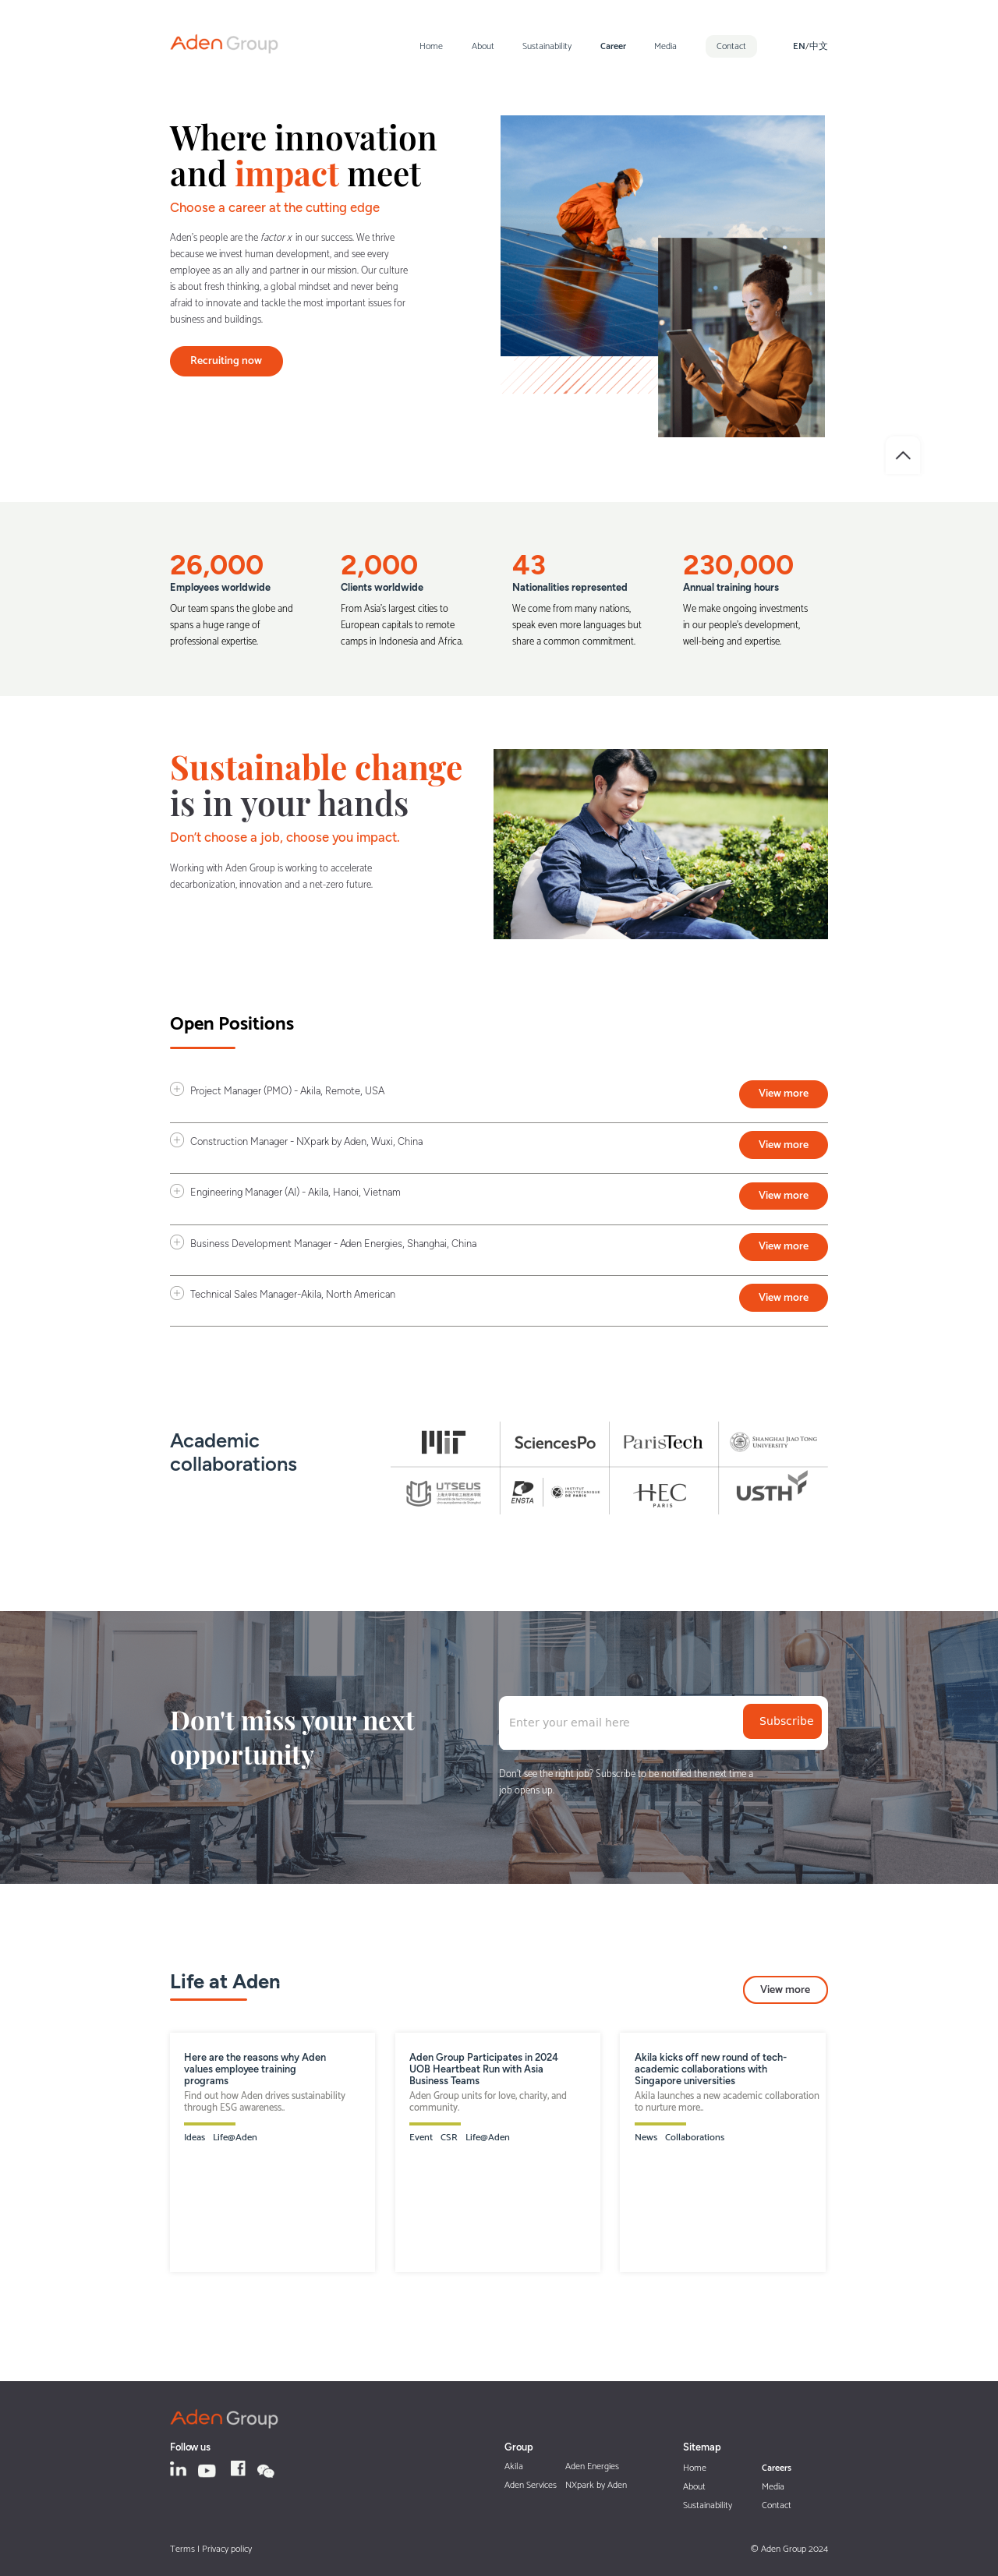 Aden Group
Home About Sustainability Career Media Contact EN/中文
Where innovation
and impact meet
Choose a career at the cutting edge
Aden's people are the factor x in our success. We thrive
because we invest human development, and see every
employee as an ally and partner in our mission. Our culture
is about fresh thinking, a global mindset and never being
afraid to innovate and tackle the most important issues for
business and buildings.
Recruiting now
26,000
Employees worldwide
Our team spans the globe and
spans a huge range of
professional expertise.
2,000
Clients worldwide
From Asia's largest cities to
European capitals to remote
camps in Indonesia and Africa.
43
Nationalities represented
We come from many nations,
speak even more languages but
share a common commitment.
230,000
Annual training hours
We make ongoing investments
in our people's development,
well-being and expertise.
Sustainable change
is in your hands
Don't choose a job, choose you impact.
Working with Aden Group is working to accelerate
decarbonization, innovation and a net-zero future.
Open Positions
Project Manager (PMO) - Akila, Remote, USA View more
Construction Manager - NXpark by Aden, Wuxi, China View more
Engineering Manager (AI) - Akila, Hanoi, Vietnam View more
Business Development Manager - Aden Energies, Shanghai, China View more
Technical Sales Manager-Akila, North American View more
Academic
collaborations
MIT
SciencesPo
ParisTech
SHANGHAI JIAO TONG
UNIVERSITY
UTSEUS
ENSTA
INSTITUT
POLYTECHNIQUE
DE PARIS
HEC
PARIS
USTH
Don't miss your next
opportunity
Enter your email here Subscribe
Don't see the right job? Subscribe to be notified the next time a
job opens up.
Life at Aden
View more
Here are the reasons why Aden
values employee training
programs
Find out how Aden drives sustainability
through ESG awareness..
Ideas Life@Aden
Aden Group Participates in 2024
UOB Heartbeat Run with Asia
Business Teams
Aden Group units for love, charity, and
community.
Event CSR Life@Aden
Akila kicks off new round of tech-
academic collaborations with
Singapore universities
Akila launches a new academic collaboration
to nurture more..
News Collaborations
Aden Group
Follow us
Group
Akila Aden Energies
Aden Services NXpark by Aden
Sitemap
Home Careers
About Media
Sustainability Contact
Terms | Privacy policy
© Aden Group 2024